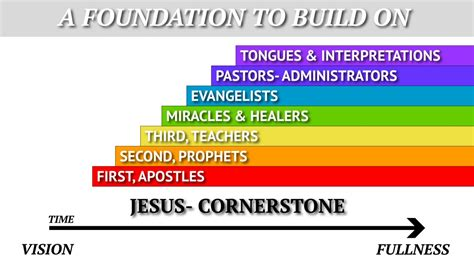 A FOUNDATION TO BUILD ON
TONGUES & INTERPRETATIONS
PASTORS- ADMINISTRATORS
EVANGELISTS
MIRACLES & HEALERS
THIRD, TEACHERS
SECOND, PROPHETS
FIRST, APOSTLES
JESUS- CORNERSTONE
TIME
VISION
FULLNESS